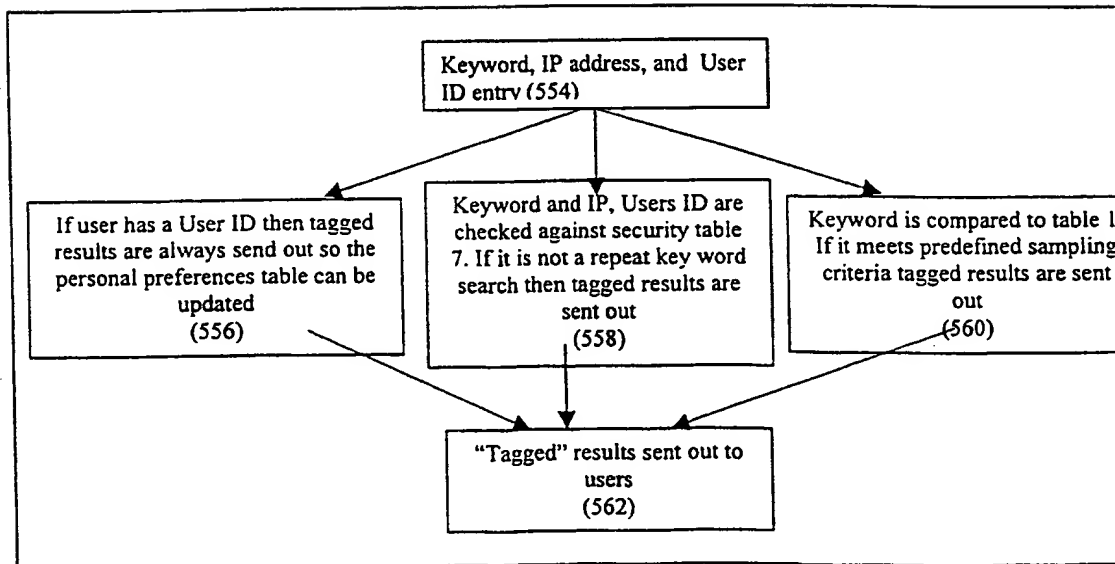 Keyword, IP address, and User
ID entry (554)
If user has a User ID then tagged
results are always send out so the
personal preferences table can be
updated
(556)
Keyword and IP, Users ID are
checked against security table
7. If it is not a repeat key word
search then tagged results are
sent out
(558)
Keyword is compared to table 1.
If it meets predefined sampling
criteria tagged results are sent
out
(560)
“Tagged” results sent out to
users
(562)